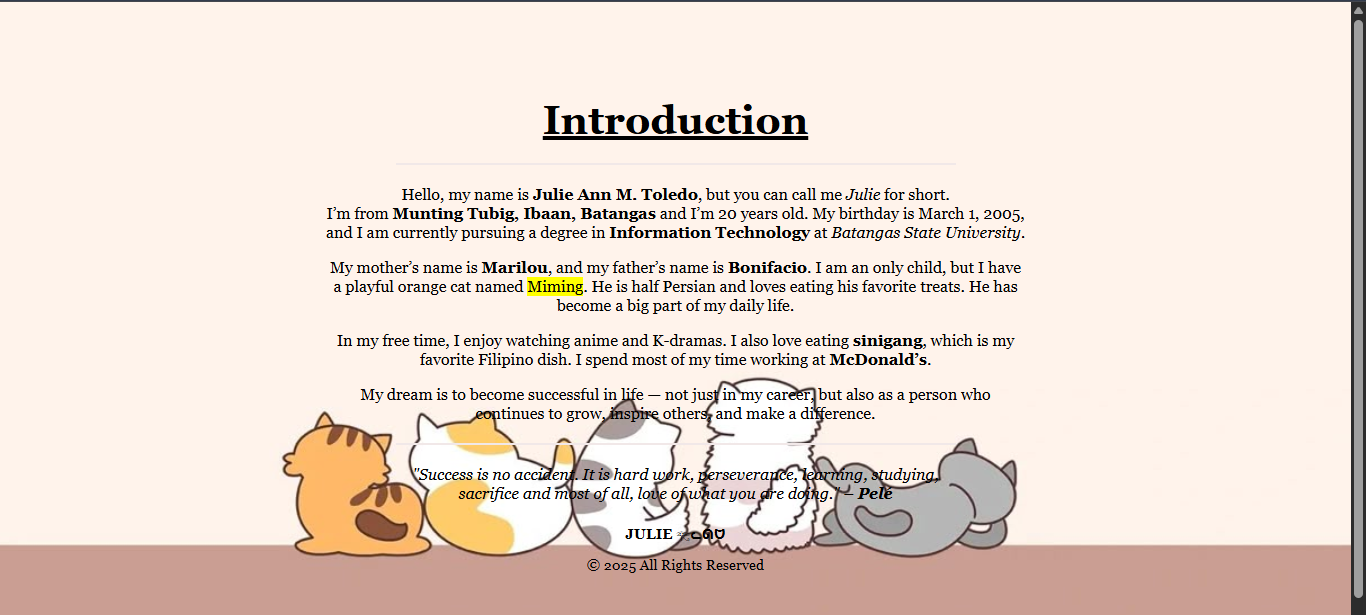 Introduction
Hello, my name is Julie Ann M. Toledo, but you can call me Julie for short.
I’m from Munting Tubig, Ibaan, Batangas and I’m 20 years old. My birthday is March 1, 2005,
and I am currently pursuing a degree in Information Technology at Batangas State University.
My mother’s name is Marilou, and my father’s name is Bonifacio. I am an only child, but I have
a playful orange cat named Miming. He is half Persian and loves eating his favorite treats. He has
become a big part of my daily life.
In my free time, I enjoy watching anime and K-dramas. I also love eating sinigang, which is my
favorite Filipino dish. I spend most of my time working at McDonald’s.
My dream is to become successful in life — not just in my career, but also as a person who
continues to grow, inspire others, and make a difference.
"Success is no accident. It is hard work, perseverance, learning, studying,
sacrifice and most of all, love of what you are doing." – Pelé
JULIE
© 2025 All Rights Reserved